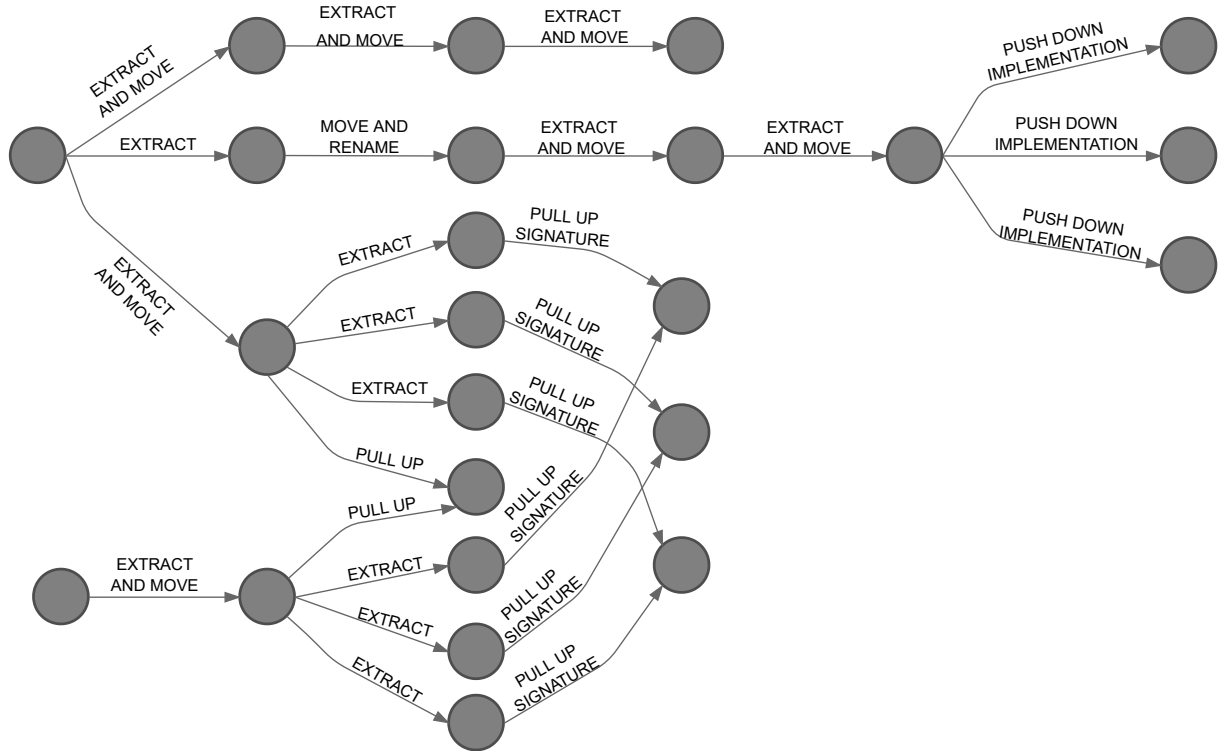 EXTRACT
AND MOVE
EXTRACT
AND MOVE
EXTRACT
AND MOVE
PUSH DOWN
IMPLEMENTATION
EXTRACT
MOVE AND
RENAME
EXTRACT
AND MOVE
EXTRACT
AND MOVE
PUSH DOWN
IMPLEMENTATION
PUSH DOWN
IMPLEMENTATION
EXTRACT
AND MOVE
EXTRACT
PULL UP
SIGNATURE
EXTRACT
PULL UP
SIGNATURE
EXTRACT
PULL UP
SIGNATURE
PULL UP
PULL UP
PULL UP
SIGNATURE
EXTRACT
AND MOVE
EXTRACT
PULL UP
SIGNATURE
EXTRACT
PULL UP
SIGNATURE
EXTRACT